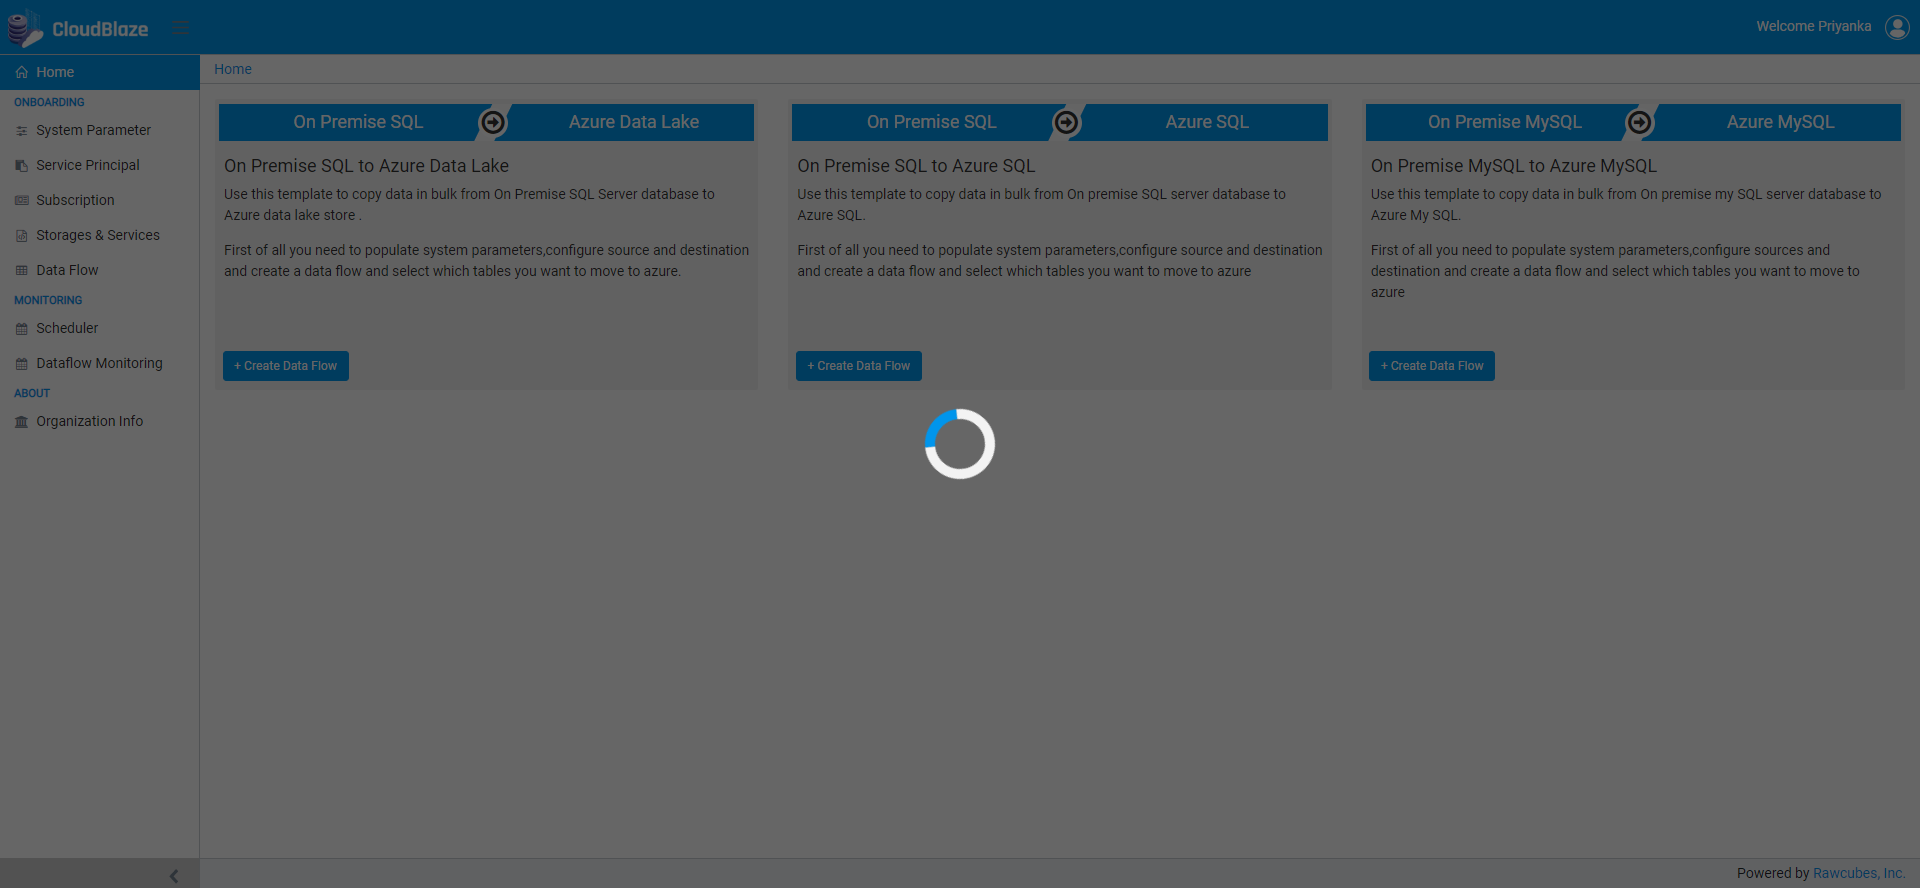 CloudBlaze
Welcome Priyanka
Home
ONBOARDING
System Parameter
Service Principal
Subscription
Storages & Services
Data Flow
MONITORING
Scheduler
Dataflow Monitoring
ABOUT
Organization Info
Home
On Premise SQL
Azure Data Lake
On Premise SQL to Azure Data Lake
Use this template to copy data in bulk from On Premise SQL Server database to
Azure data lake store .
First of all you need to populate system parameters,configure source and destination
and create a data flow and select which tables you want to move to azure.
+ Create Data Flow
On Premise SQL
Azure SQL
On Premise SQL to Azure SQL
Use this template to copy data in bulk from On premise SQL server database to
Azure SQL.
First of all you need to populate system parameters,configure source and destination
and create a data flow and select which tables you want to move to azure
+ Create Data Flow
On Premise MySQL
Azure MySQL
On Premise MySQL to Azure MySQL
Use this template to copy data in bulk from On premise my SQL server database to
Azure My SQL.
First of all you need to populate system parameters,configure sources and
destination and create a data flow and select which tables you want to move to
azure
+ Create Data Flow
Powered by Rawcubes, Inc.